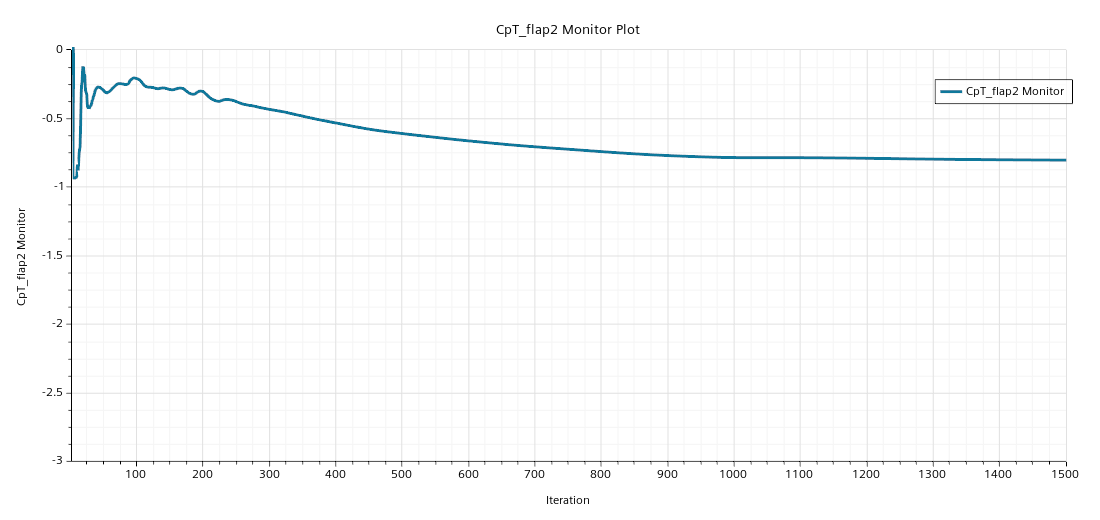 CpT_flap2 Monitor Plot
CpT_flap2 Monitor
0
-0.5
-1
-1.5
-2
-2.5
-3
CpT_flap2 Monitor
100 200 300 400 500 600 700 800 900 1000 1100 1200 1300 1400 1500
Iteration